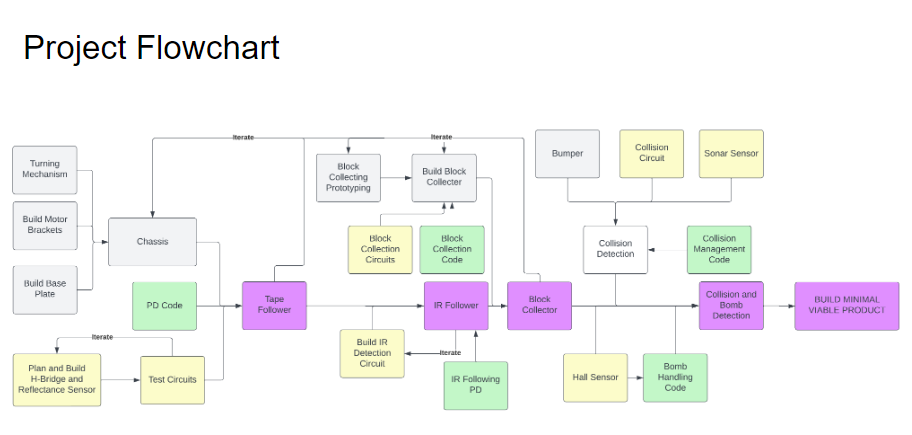 Project Flowchart
Iterate
Iterate
Turning
Mechanism
Build Motor
Brackets
Build Base
Plate
Chassis
PD Code
Iterate
Plan and Build
H-Bridge and
Reflectance Sensor
Test Circuits
Tape
Follower
Block
Collecting
Prototyping
Build Block
Collecter
Block
Collection
Circuits
Block
Collection
Code
IR Follower
Build IR
Detection
Circuit
Iterate
IR Following
PD
Block
Collector
Bumper
Collision
Circuit
Sonar Sensor
Collision
Detection
Collision
Management
Code
Hall Sensor
Bomb
Handling
Code
Collision and
Bomb
Detection
BUILD MINIMAL
VIABLE PRODUCT